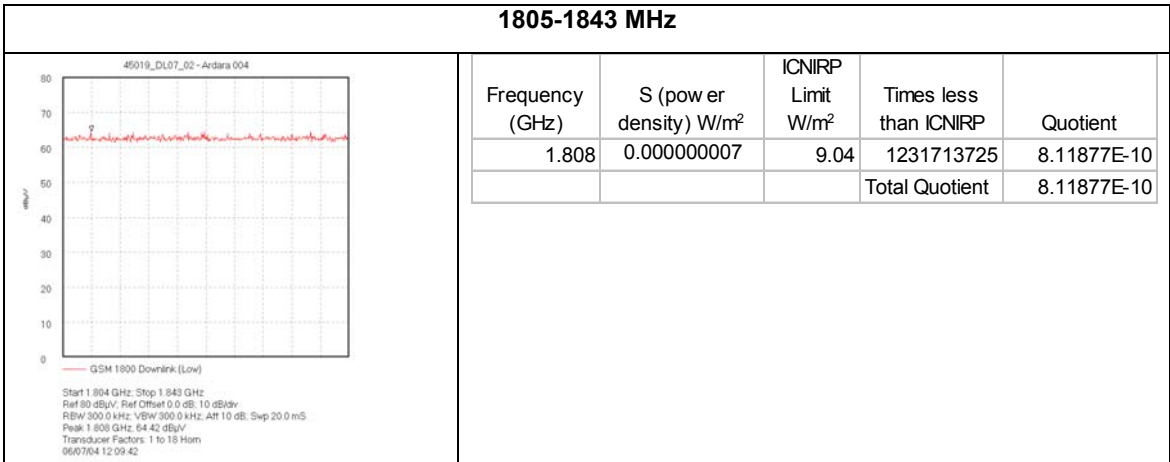 1805-1843 MHz
45019_DL07_02 - Ardara 004
80
70
60
50
40
30
20
10
0
dBµV
GSM 1800 Downlink (Low)
Start 1.804 GHz; Stop 1.843 GHz
Ref 80 dBµV; Ref Offset 0.0 dB; 10 dB/div
RBW 300.0 kHz; VBW 300.0 kHz; Att 10 dB; Swp 20.0 mS
Peak 1.808 GHz, 64.42 dBµV
Transducer Factors: 1 to 18 Horn
06/07/04 12:09:42
Frequency (GHz) S (pow er density) W/m² ICNIRP Limit W/m² Times less than ICNIRP Quotient
1.808 0.000000007 9.04 1231713725 8.11877E-10
Total Quotient 8.11877E-10